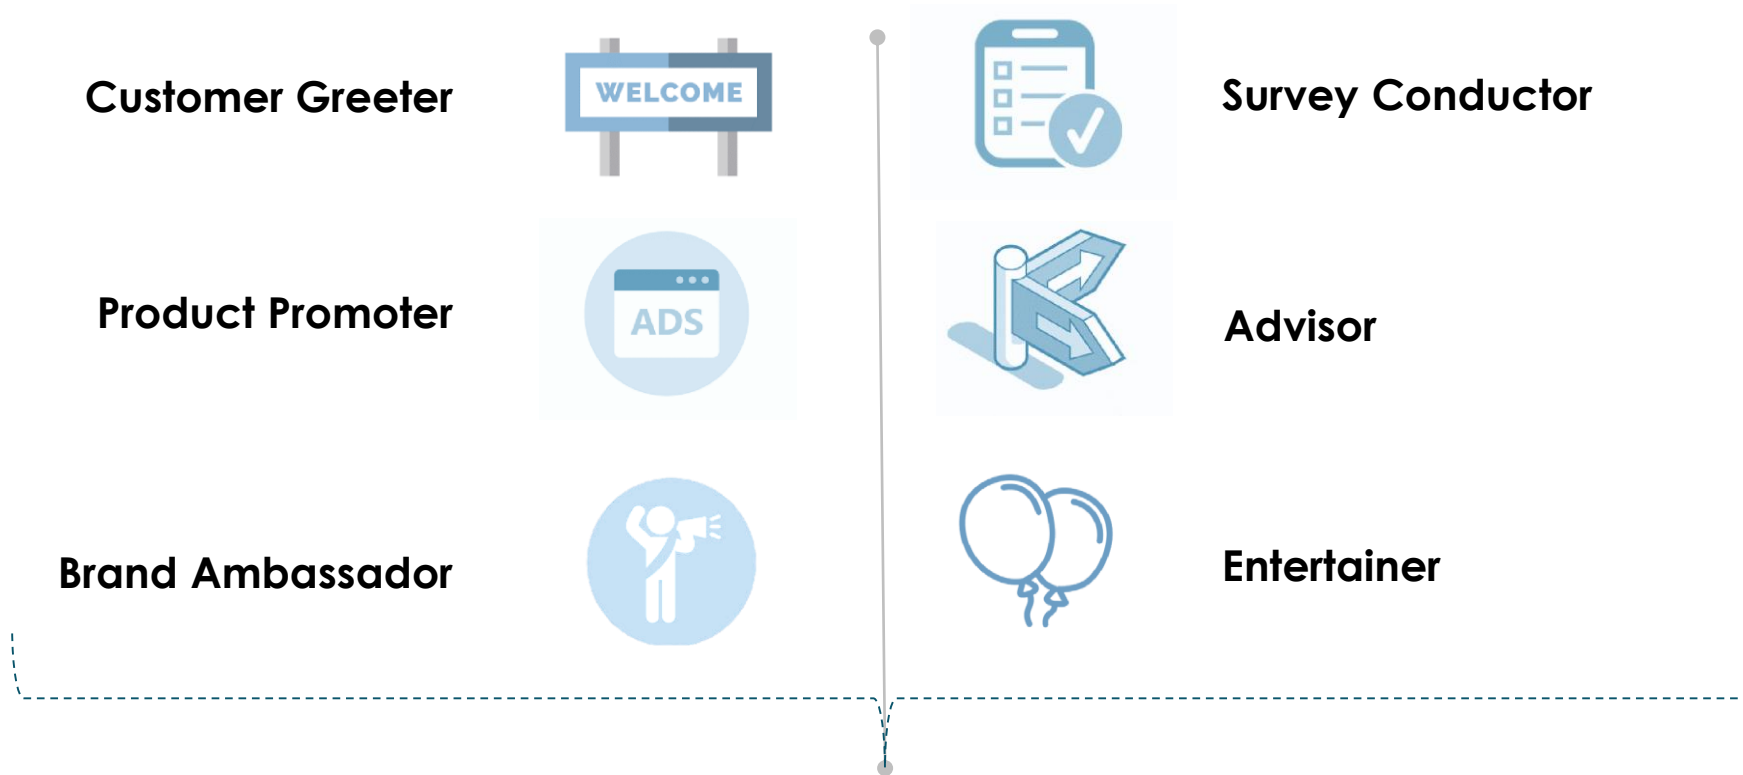 Customer Greeter
WELCOME
Product Promoter
ADS
Brand Ambassador
Survey Conductor
Advisor
Entertainer